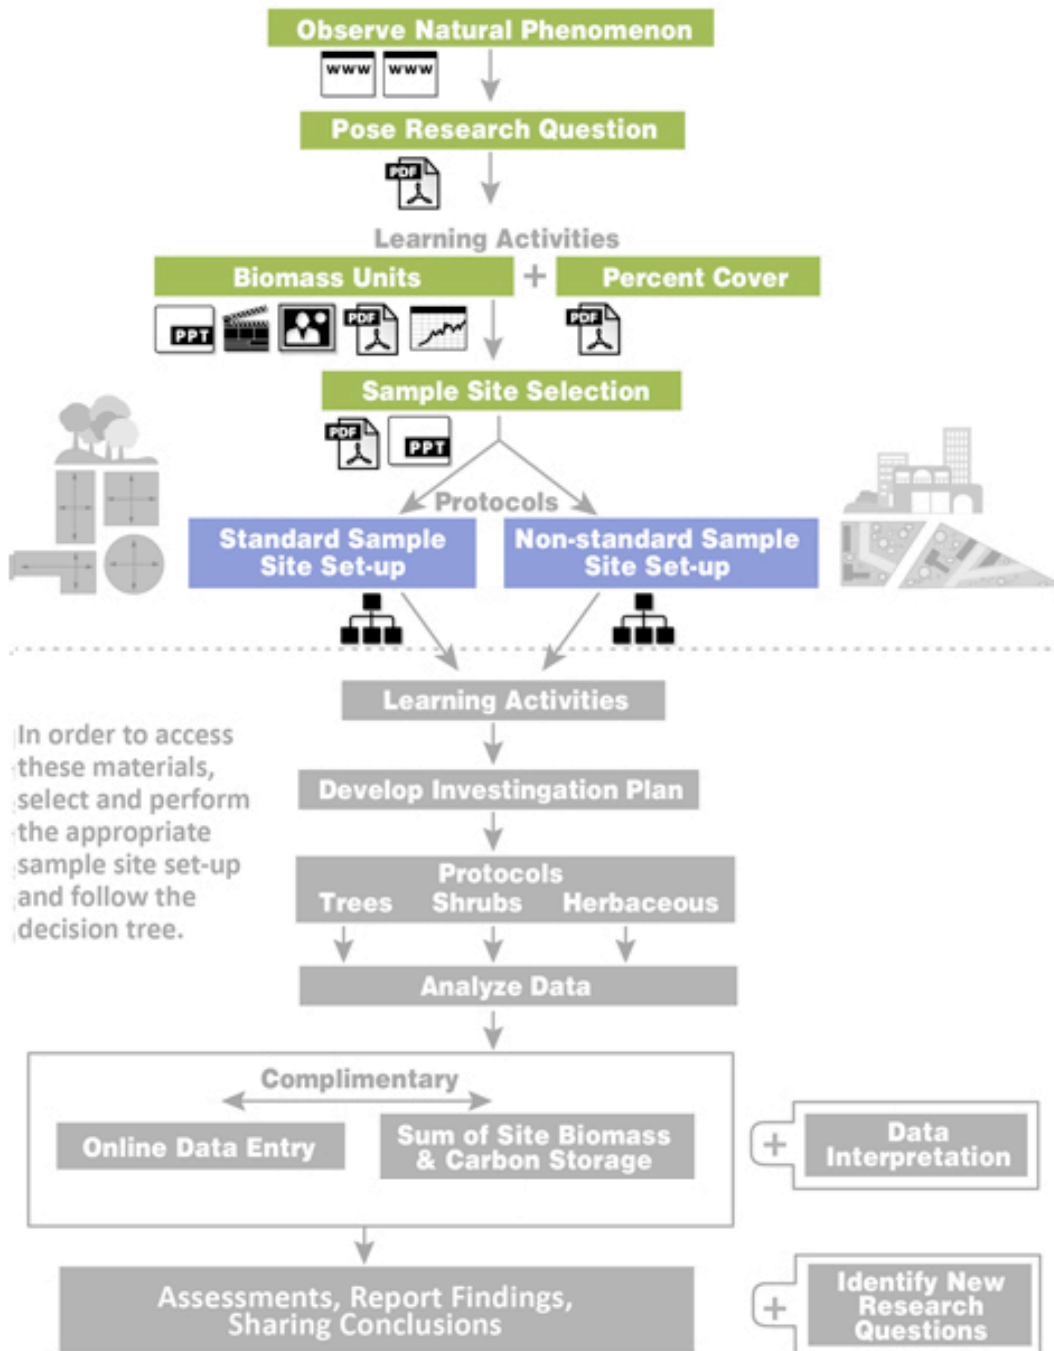 Observe Natural Phenomenon
www www
Pose Research Question
PDF
Learning Activities
Biomass Units + Percent Cover
PPT PDF PDF
Sample Site Selection
PDF PPT
Protocols
Standard Sample
Site Set-up
Non-standard Sample
Site Set-up
Learning Activities
In order to access
these materials,
select and perform
the appropriate
sample site set-up
and follow the
decision tree.
Develop Investingation Plan
Protocols
Trees Shrubs Herbaceous
Analyze Data
Complimentary
Online Data Entry
Sum of Site Biomass
& Carbon Storage
+ Data
Interpretation
Assessments, Report Findings,
Sharing Conclusions
+ Identify New
Research
Questions